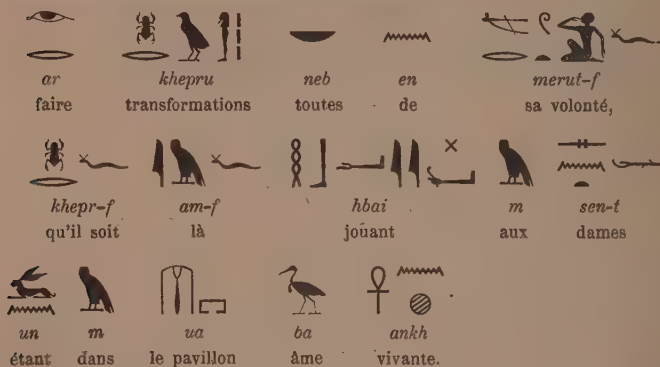 ar khepru neb en merut-f
faire transformations toutes de sa volonté,
khepr-f am-f hbai m sen-t
qu'il soit là joûant aux dames
un m ua ba ankh
étant dans le pavillon âme vivante.